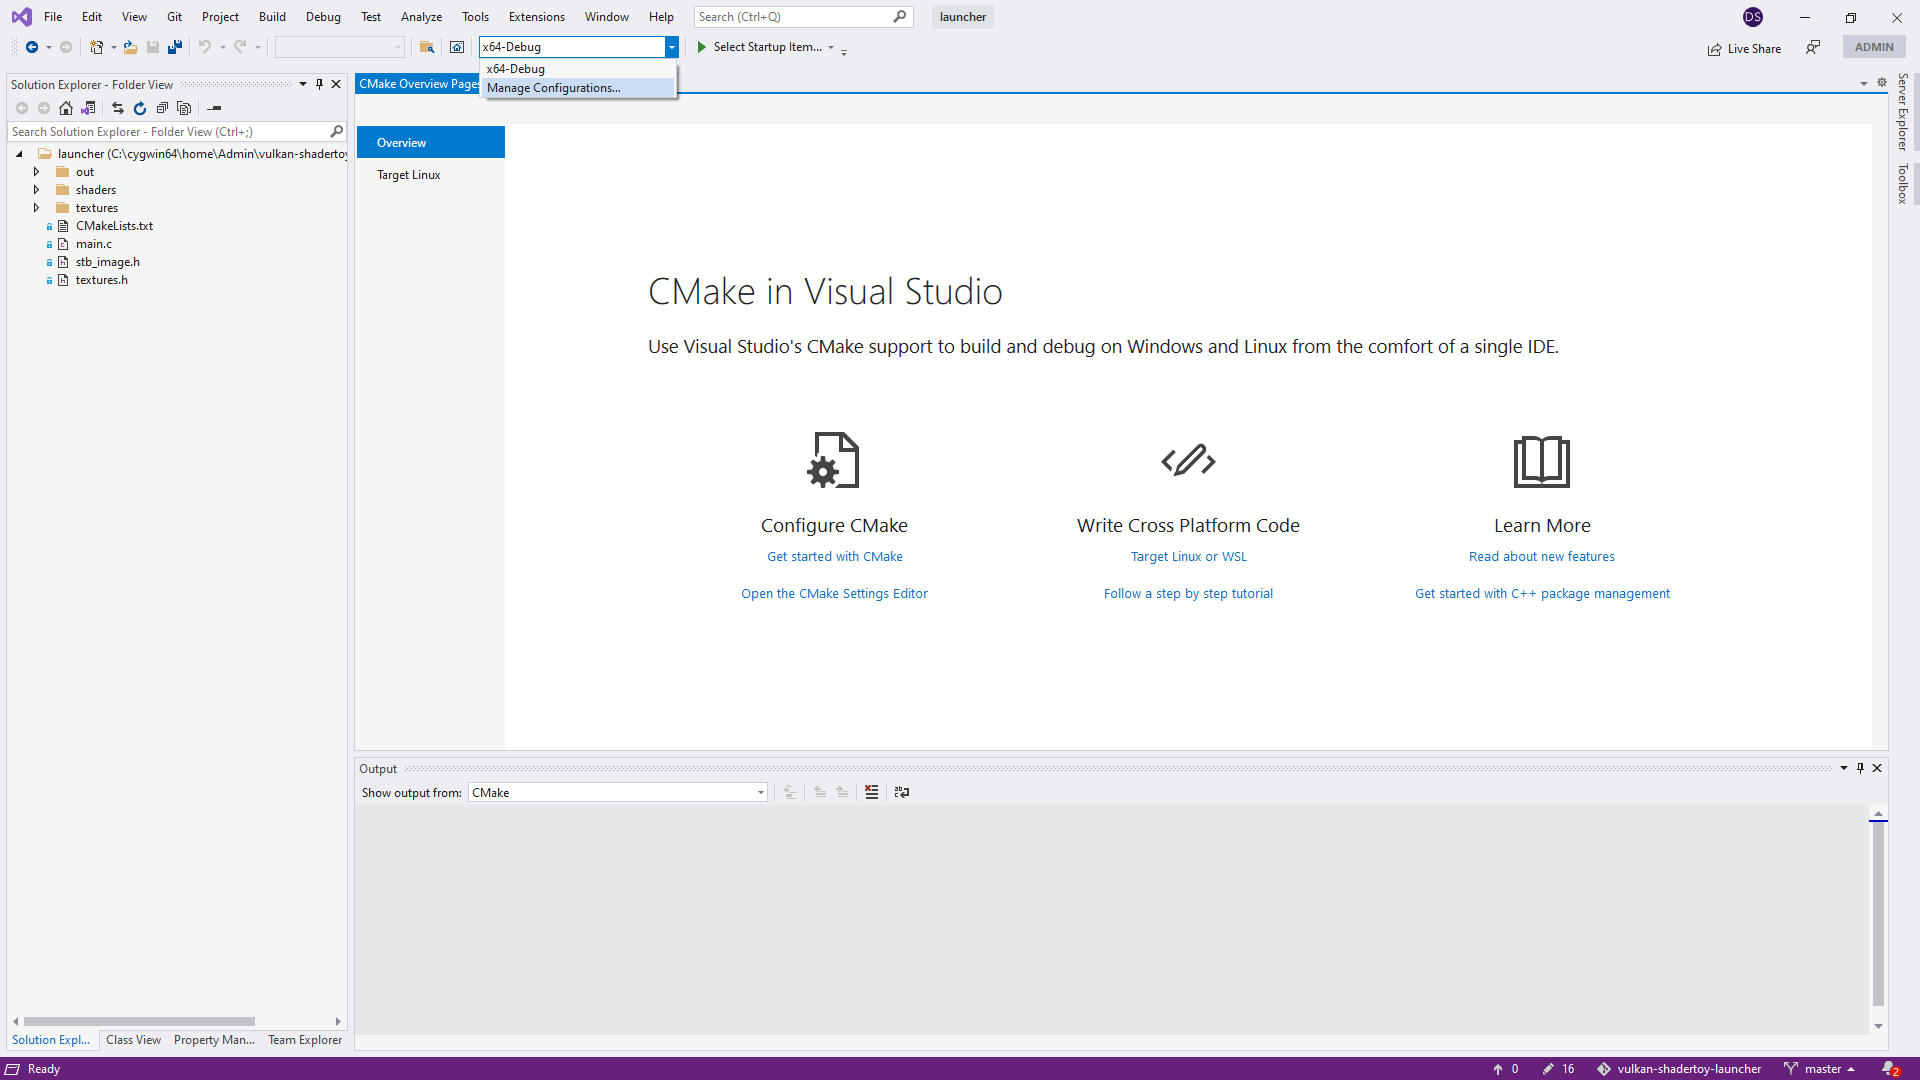 File Edit View Git Project Build Debug Test Analyze Tools Extensions Window Help Search (Ctrl+Q) launcher DS
x64-Debug Select Startup Item... Live Share ADMIN
x64-Debug
Manage Configurations...
Solution Explorer - Folder View
Search Solution Explorer - Folder View (Ctrl+;)
launcher (C:\cygwin64\home\Admin\vulkan-shadertoy
out
shaders
textures
CMakeLists.txt
main.c
stb_image.h
textures.h
Solution Expl... Class View Property Man... Team Explorer
CMake Overview Pages
Overview
Target Linux
CMake in Visual Studio
Use Visual Studio's CMake support to build and debug on Windows and Linux from the comfort of a single IDE.
Configure CMake
Get started with CMake
Open the CMake Settings Editor
Write Cross Platform Code
Target Linux or WSL
Follow a step by step tutorial
Learn More
Read about new features
Get started with C++ package management
Server Explorer
Toolbox
Output
Show output from: CMake
Ready 0 16 vulkan-shadertoy-launcher master 2